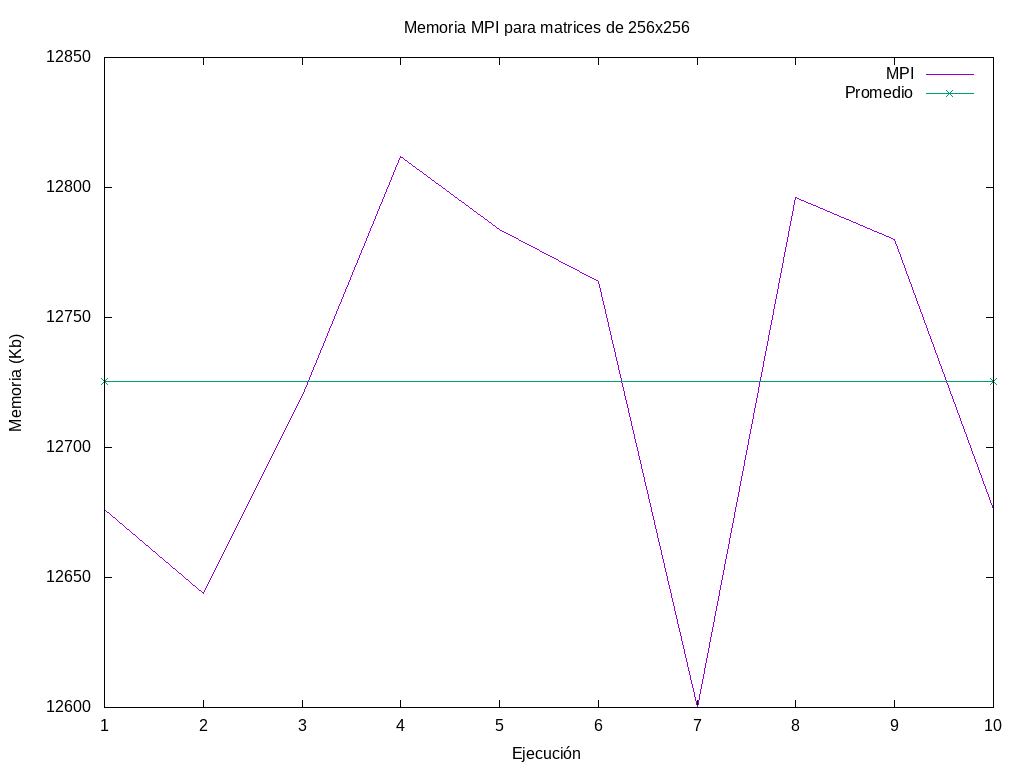 Memoria MPI para matrices de 256x256
MPI
Promedio
12850
12800
12750
12700
12650
12600
Memoria (Kb)
1 2 3 4 5 6 7 8 9 10
Ejecución